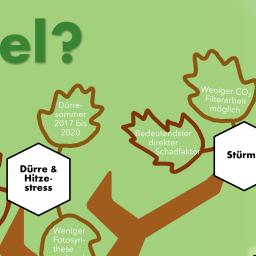 el?
Dürre-
sommer
2017 bis
2020
Weniger CO₂
Filterarbeit
möglich
Bedeutendster
direkter
Schadfaktor
Dürre &
Hitze-
stress
Stürm
Weniger
Fotosyn-
these